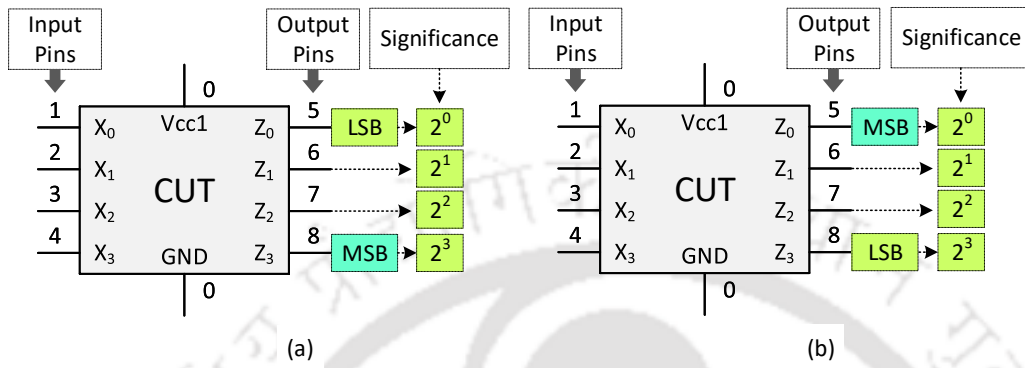 Input Pins
Output Pins
Significance
0
1 X0 Vcc1 Z0 5 LSB 2^0
2 X1 Z1 6 2^1
CUT
3 X2 Z2 7 2^2
4 X3 GND Z3 8 MSB 2^3
0
(a)
Input Pins
Output Pins
Significance
0
1 X0 Vcc1 Z0 5 MSB 2^0
2 X1 Z1 6 2^1
CUT
3 X2 Z2 7 2^2
4 X3 GND Z3 8 LSB 2^3
0
(b)